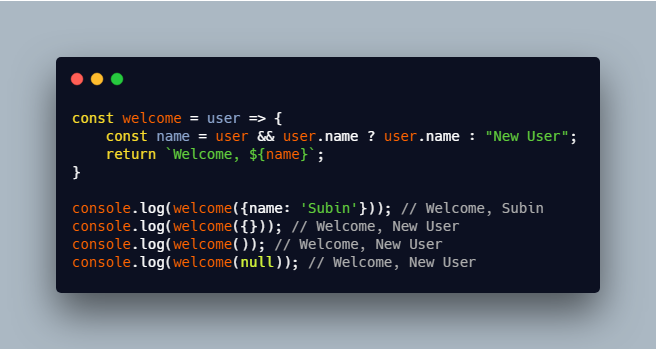 const welcome = user => {
    const name = user && user.name ? user.name : "New User";
    return `Welcome, ${name}`;
}

console.log(welcome({name: 'Subin'})); // Welcome, Subin
console.log(welcome({})); // Welcome, New User
console.log(welcome()); // Welcome, New User
console.log(welcome(null)); // Welcome, New User